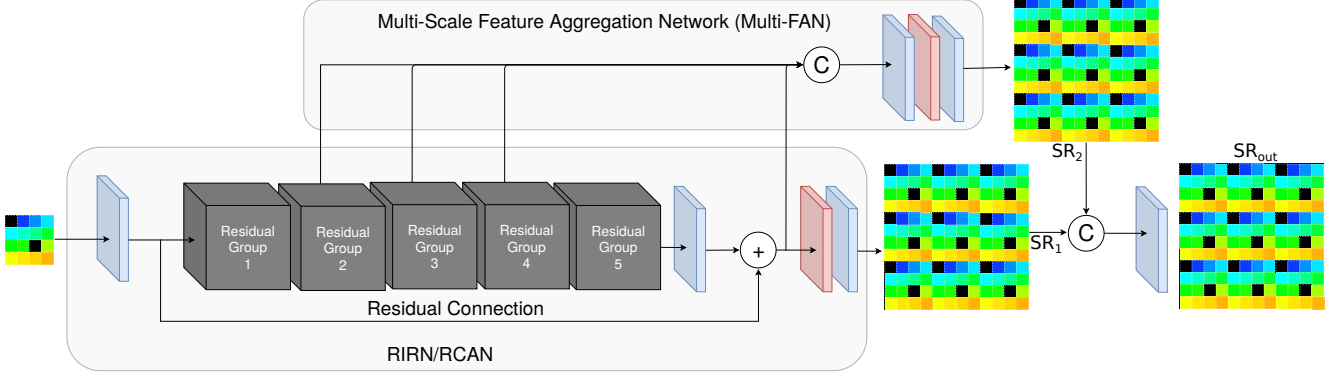 Multi-Scale Feature Aggregation Network (Multi-FAN)
C
SR2
SRout
Residual
Group
1
Residual
Group
2
Residual
Group
3
Residual
Group
4
Residual
Group
5
+
SR1
C
Residual Connection
RIRN/RCAN